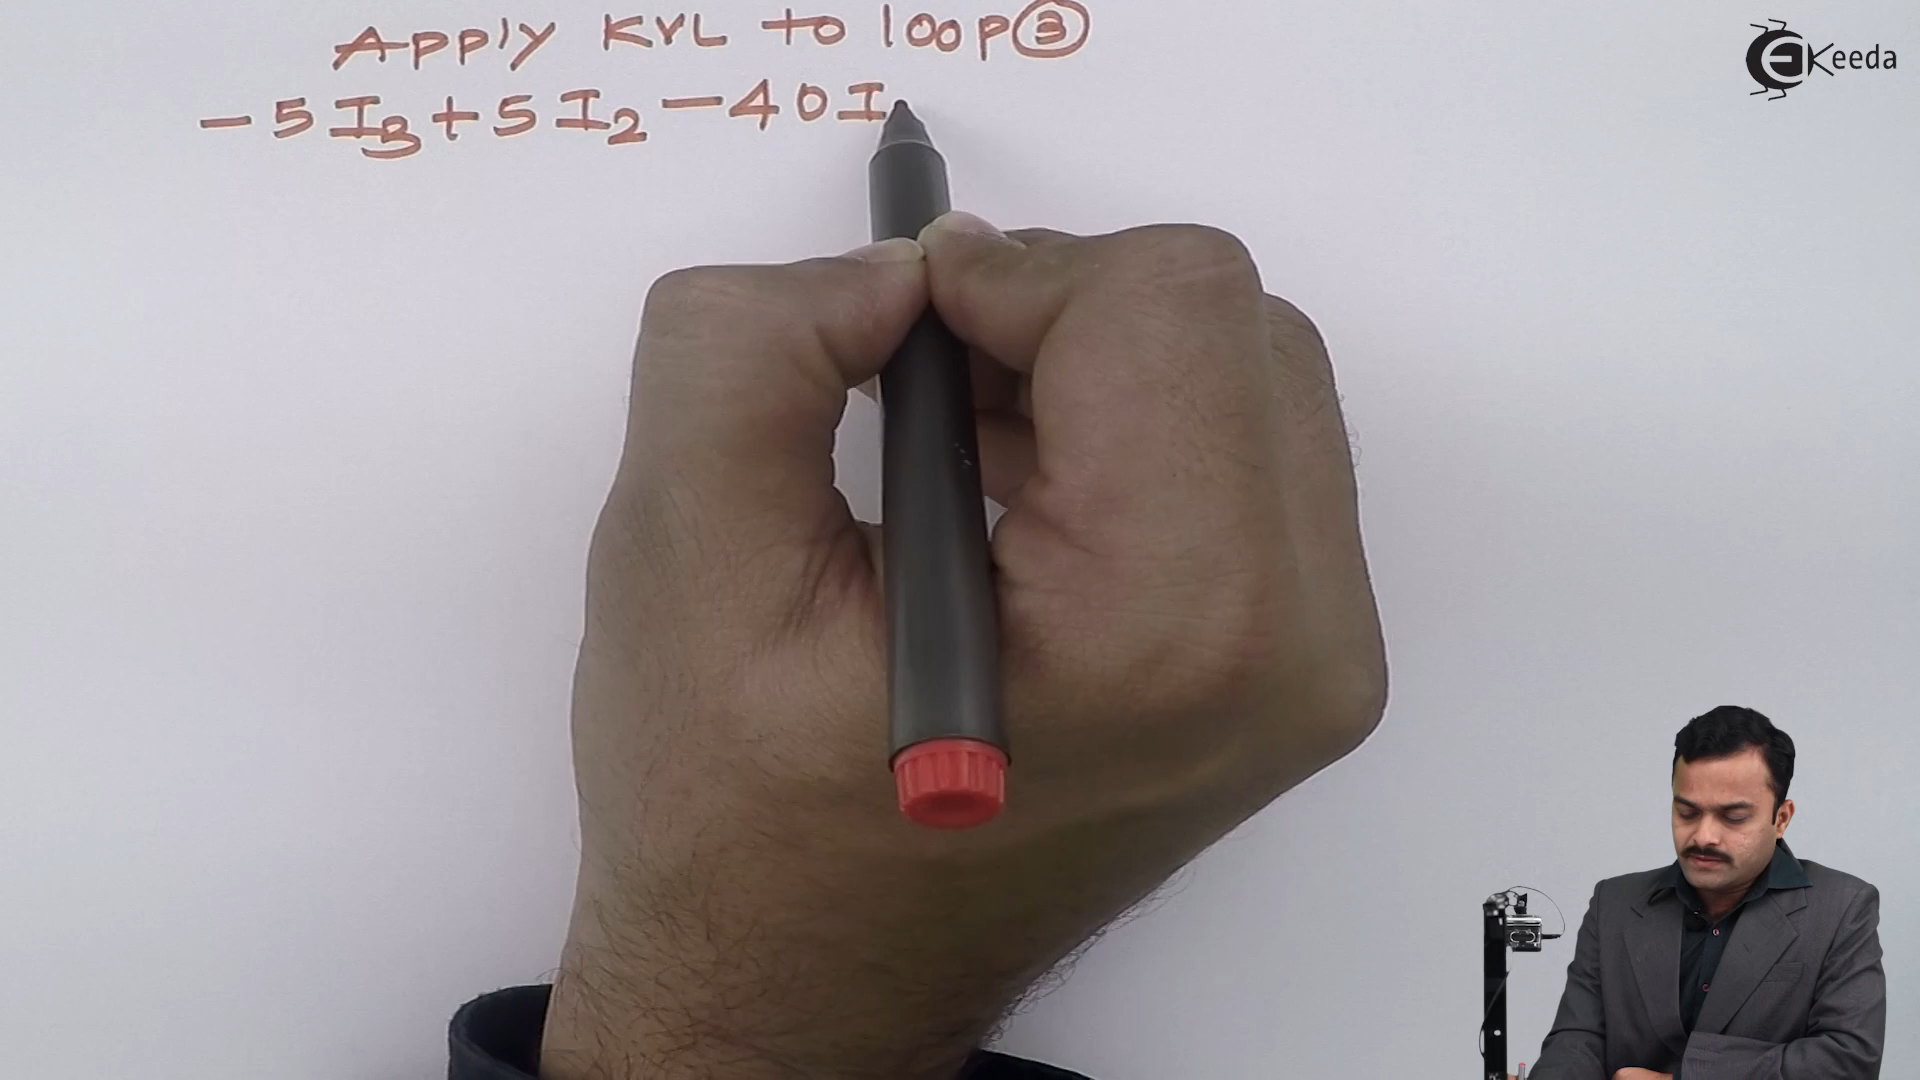 Apply KVL to loop ③
-5I₃+5I₂-40I
EKeeda